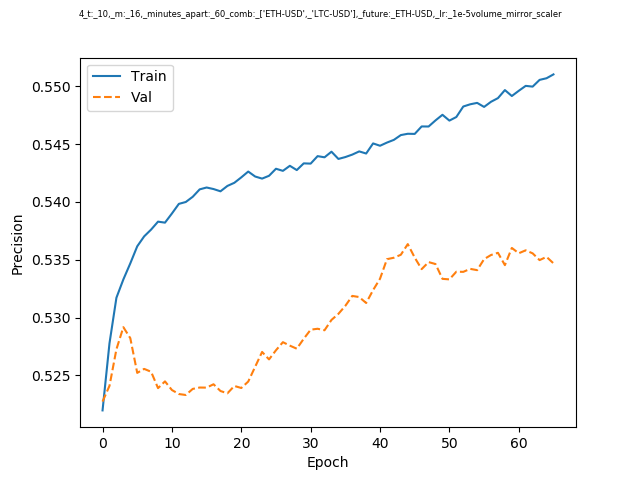 4_t:_10,_m:_16,_minutes_apart:_60_comb:_['ETH-USD',_'LTC-USD'],_future:_ETH-USD,_lr:_1e-5volume_mirror_scaler
Train
Val
0.550
0.545
0.540
0.535
0.530
0.525
Precision
0 10 20 30 40 50 60
Epoch